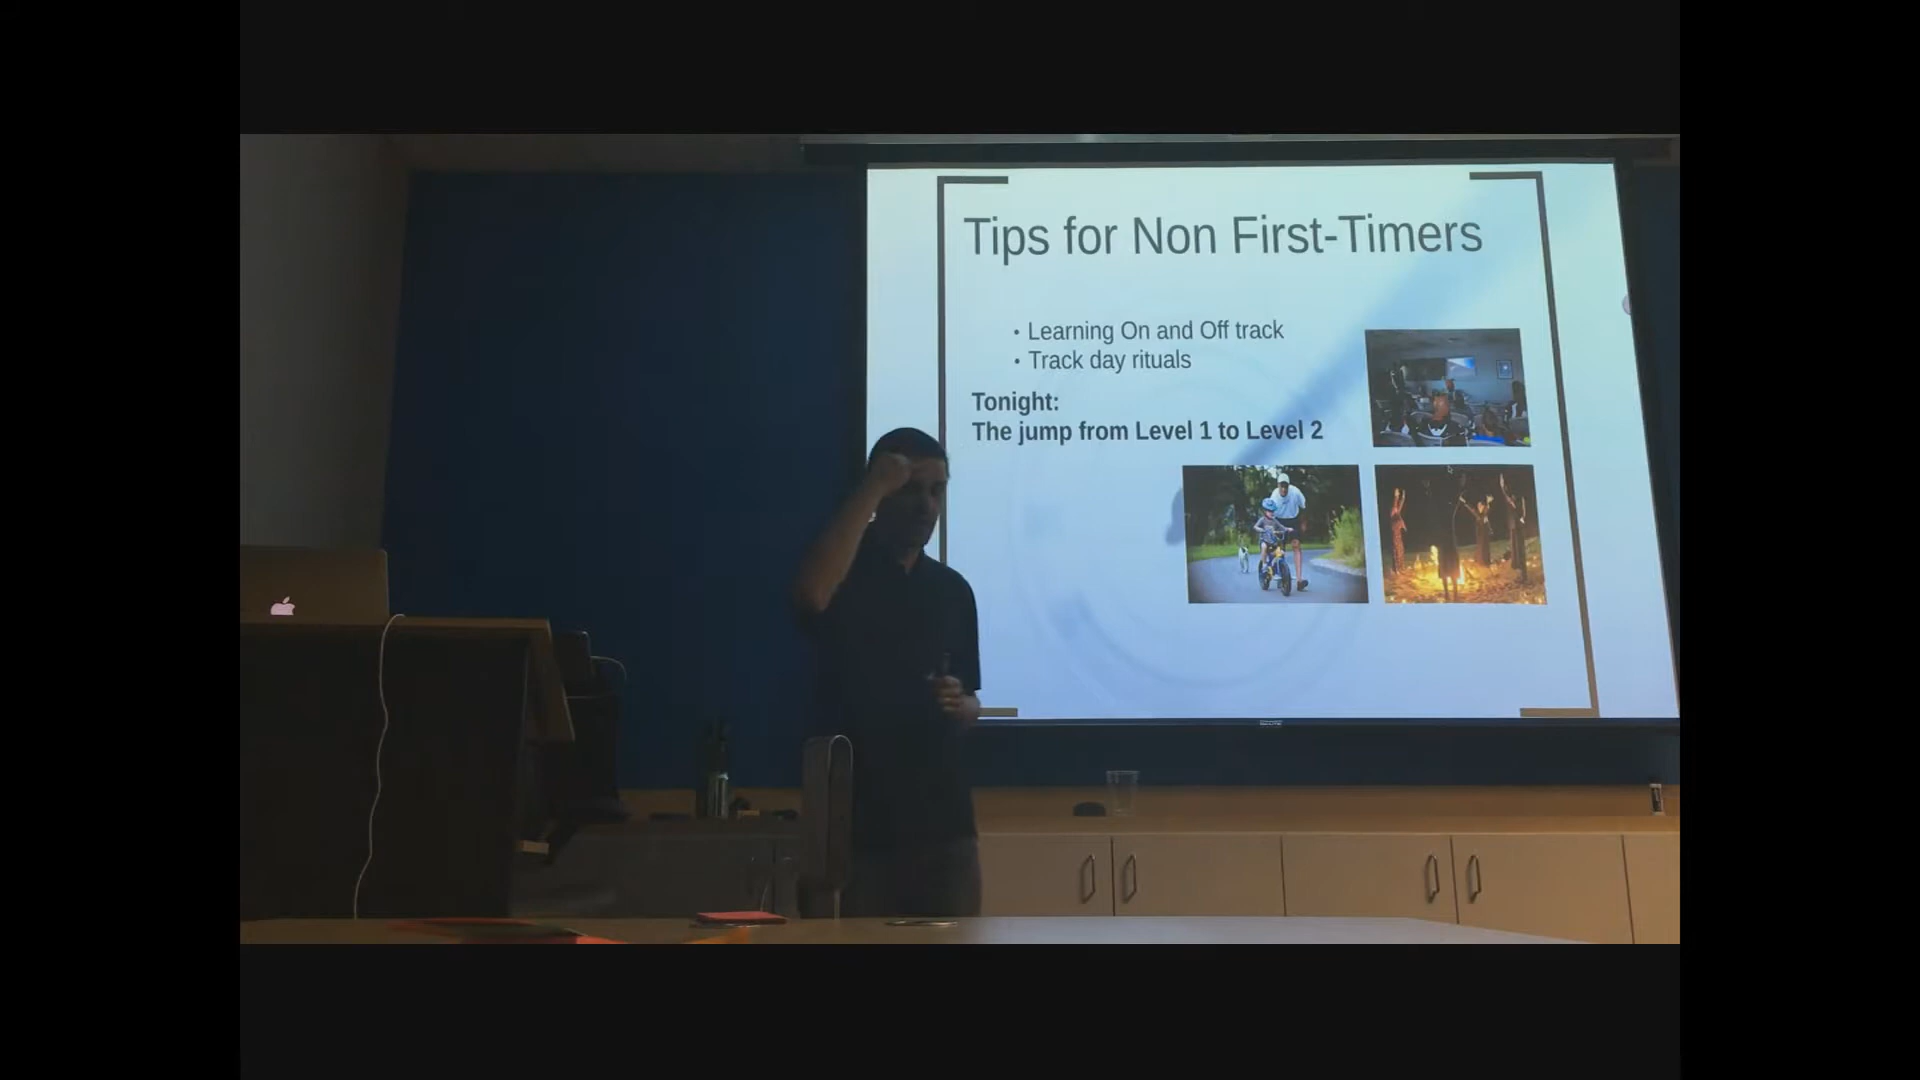 Tips for Non First-Timers
• Learning On and Off track
• Track day rituals
Tonight:
The jump from Level 1 to Level 2